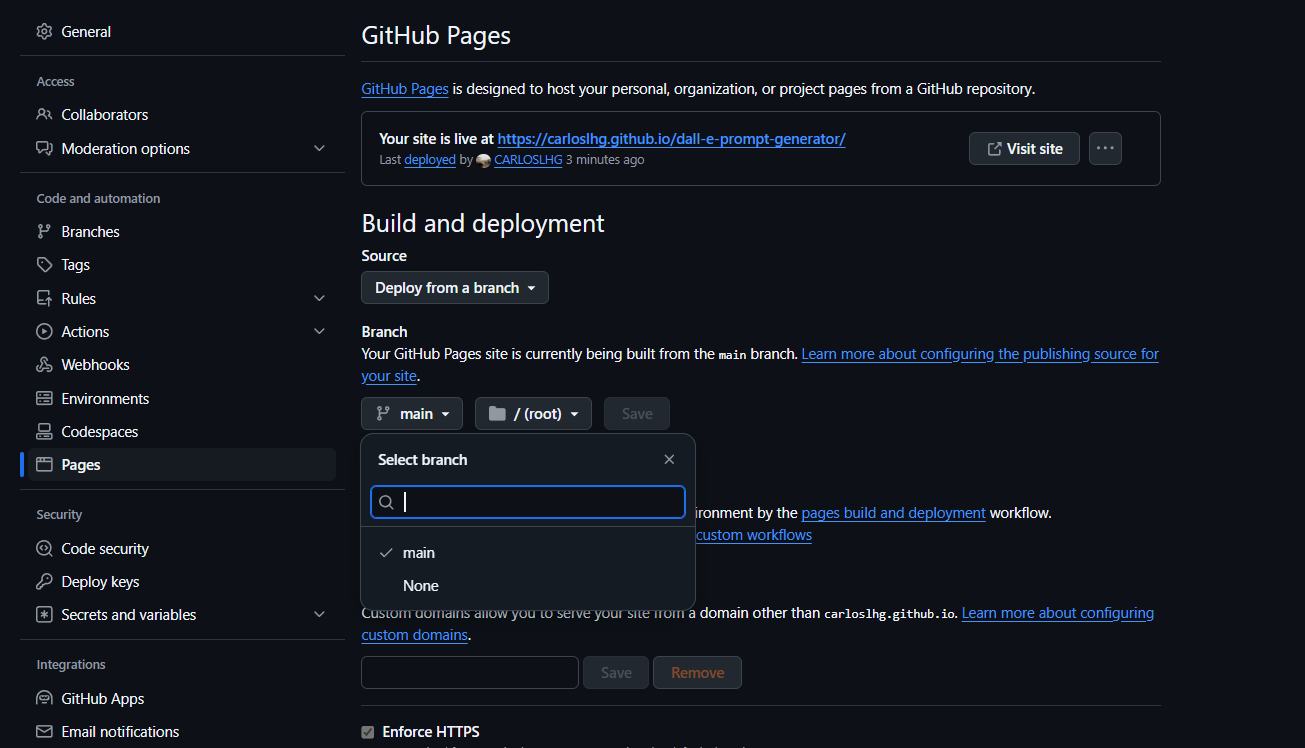 General
Access
Collaborators
Moderation options
Code and automation
Branches
Tags
Rules
Actions
Webhooks
Environments
Codespaces
Pages
Security
Code security
Deploy keys
Secrets and variables
Integrations
GitHub Apps
Email notifications
GitHub Pages
GitHub Pages is designed to host your personal, organization, or project pages from a GitHub repository.
Your site is live at https://carloslhg.github.io/dall-e-prompt-generator/
Last deployed by CARLOSLHG 3 minutes ago
Visit site
Build and deployment
Source
Deploy from a branch
Branch
Your GitHub Pages site is currently being built from the main branch. Learn more about configuring the publishing source for
your site.
main / (root) Save
Select branch
main
None
ironment by the pages build and deployment workflow.
custom workflows
Custom domains allow you to serve your site from a domain other than carloslhg.github.io. Learn more about configuring
custom domains.
Save Remove
Enforce HTTPS